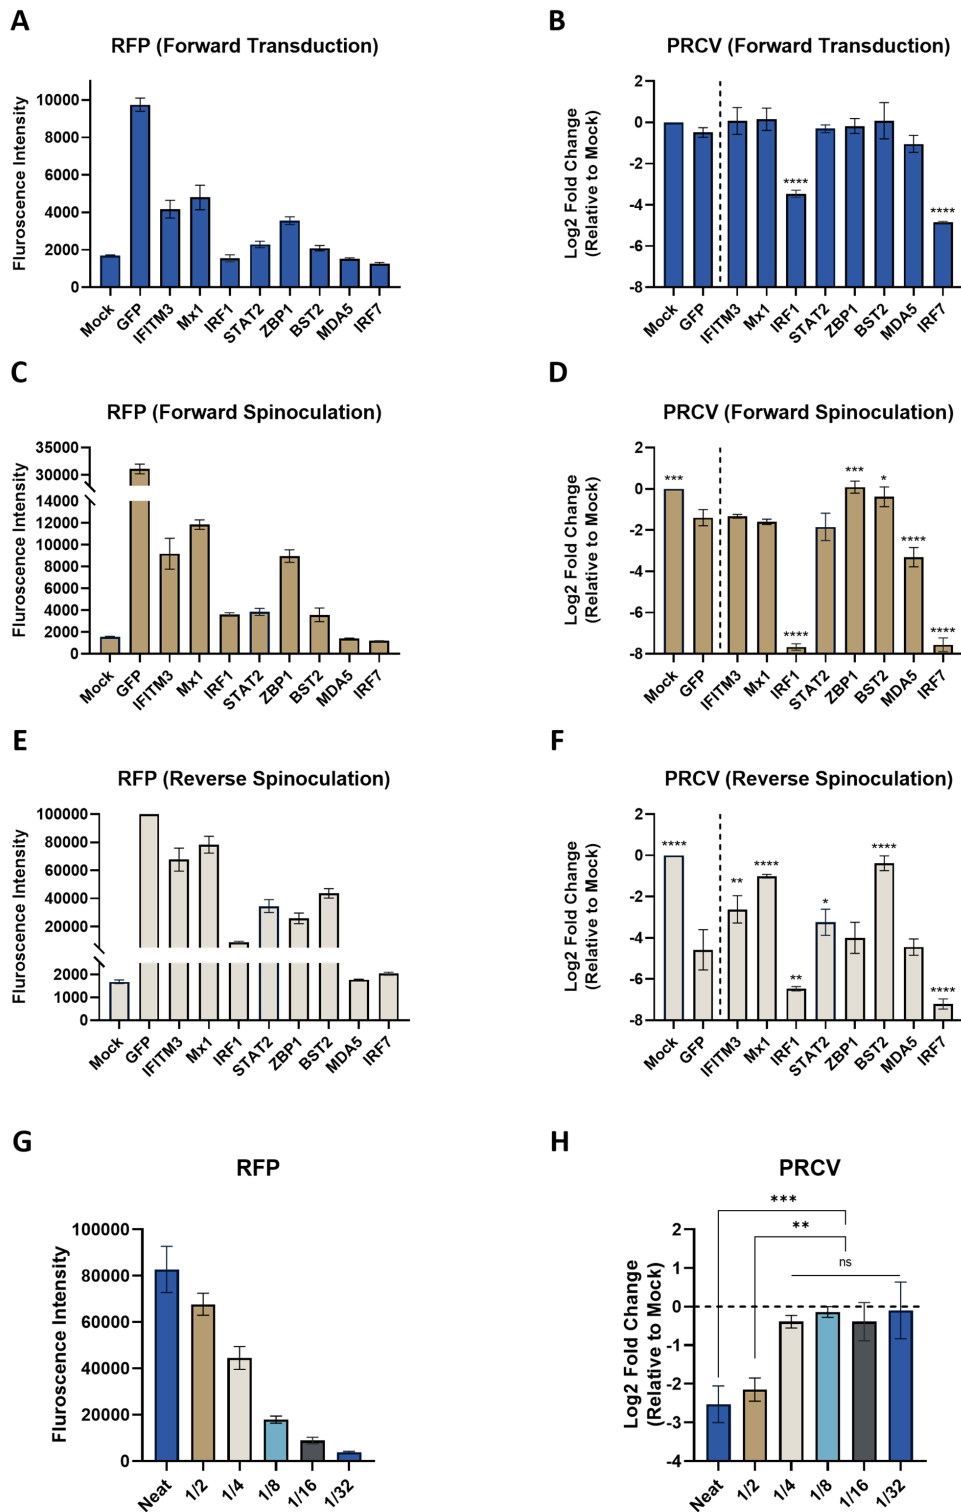 A
RFP (Forward Transduction)
Fluroscence Intensity
10000
8000
6000
4000
2000
0
Mock
GFP
IFITM3
Mx1
IRF1
STAT2
ZBP1
BST2
MDA5
IRF7
B
PRCV (Forward Transduction)
Log2 Fold Change
(Relative to Mock)
2
0
-2
-4
-6
-8
****
****
Mock
GFP
IFITM3
Mx1
IRF1
STAT2
ZBP1
BST2
MDA5
IRF7
C
RFP (Forward Spinoculation)
Fluroscence Intensity
35000
30000
14000
12000
10000
8000
6000
4000
2000
0
Mock
GFP
IFITM3
Mx1
IRF1
STAT2
ZBP1
BST2
MDA5
IRF7
D
PRCV (Forward Spinoculation)
Log2 Fold Change
(Relative to Mock)
2
0
-2
-4
-6
-8
***
****
***
*
****
****
Mock
GFP
IFITM3
Mx1
IRF1
STAT2
ZBP1
BST2
MDA5
IRF7
E
RFP (Reverse Spinoculation)
Fluroscence Intensity
100000
80000
60000
40000
20000
2000
1000
0
Mock
GFP
IFITM3
Mx1
IRF1
STAT2
ZBP1
BST2
MDA5
IRF7
F
PRCV (Reverse Spinoculation)
Log2 Fold Change
(Relative to Mock)
2
0
-2
-4
-6
-8
****
**
****
**
*
****
****
Mock
GFP
IFITM3
Mx1
IRF1
STAT2
ZBP1
BST2
MDA5
IRF7
G
RFP
Fluroscence Intensity
100000
80000
60000
40000
20000
0
Neat
1/2
1/4
1/8
1/16
1/32
H
PRCV
Log2 Fold Change
(Relative to Mock)
***
**
ns
2
1
0
-1
-2
-3
-4
Neat
1/2
1/4
1/8
1/16
1/32